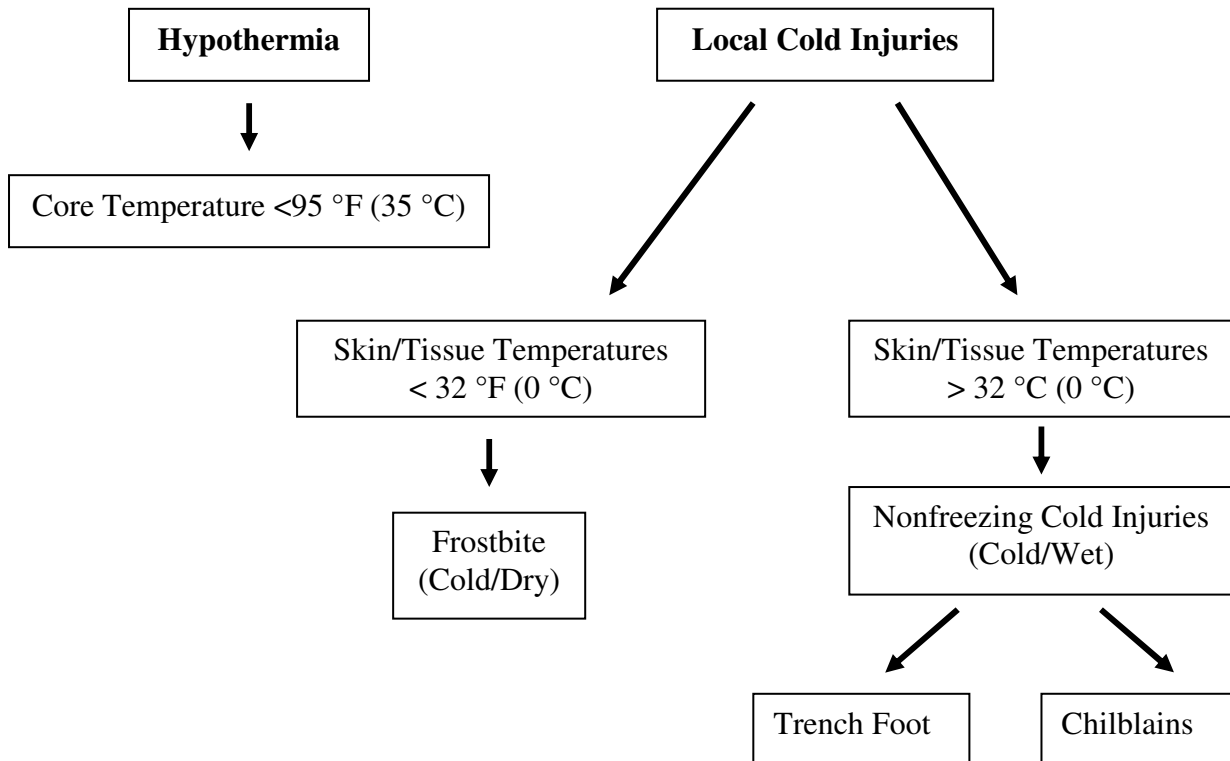 Hypothermia
Local Cold Injuries
Core Temperature <95 °F (35 °C)
Skin/Tissue Temperatures
< 32 °F (0 °C)
Skin/Tissue Temperatures
> 32 °C (0 °C)
Frostbite
(Cold/Dry)
Nonfreezing Cold Injuries
(Cold/Wet)
Trench Foot
Chilblains